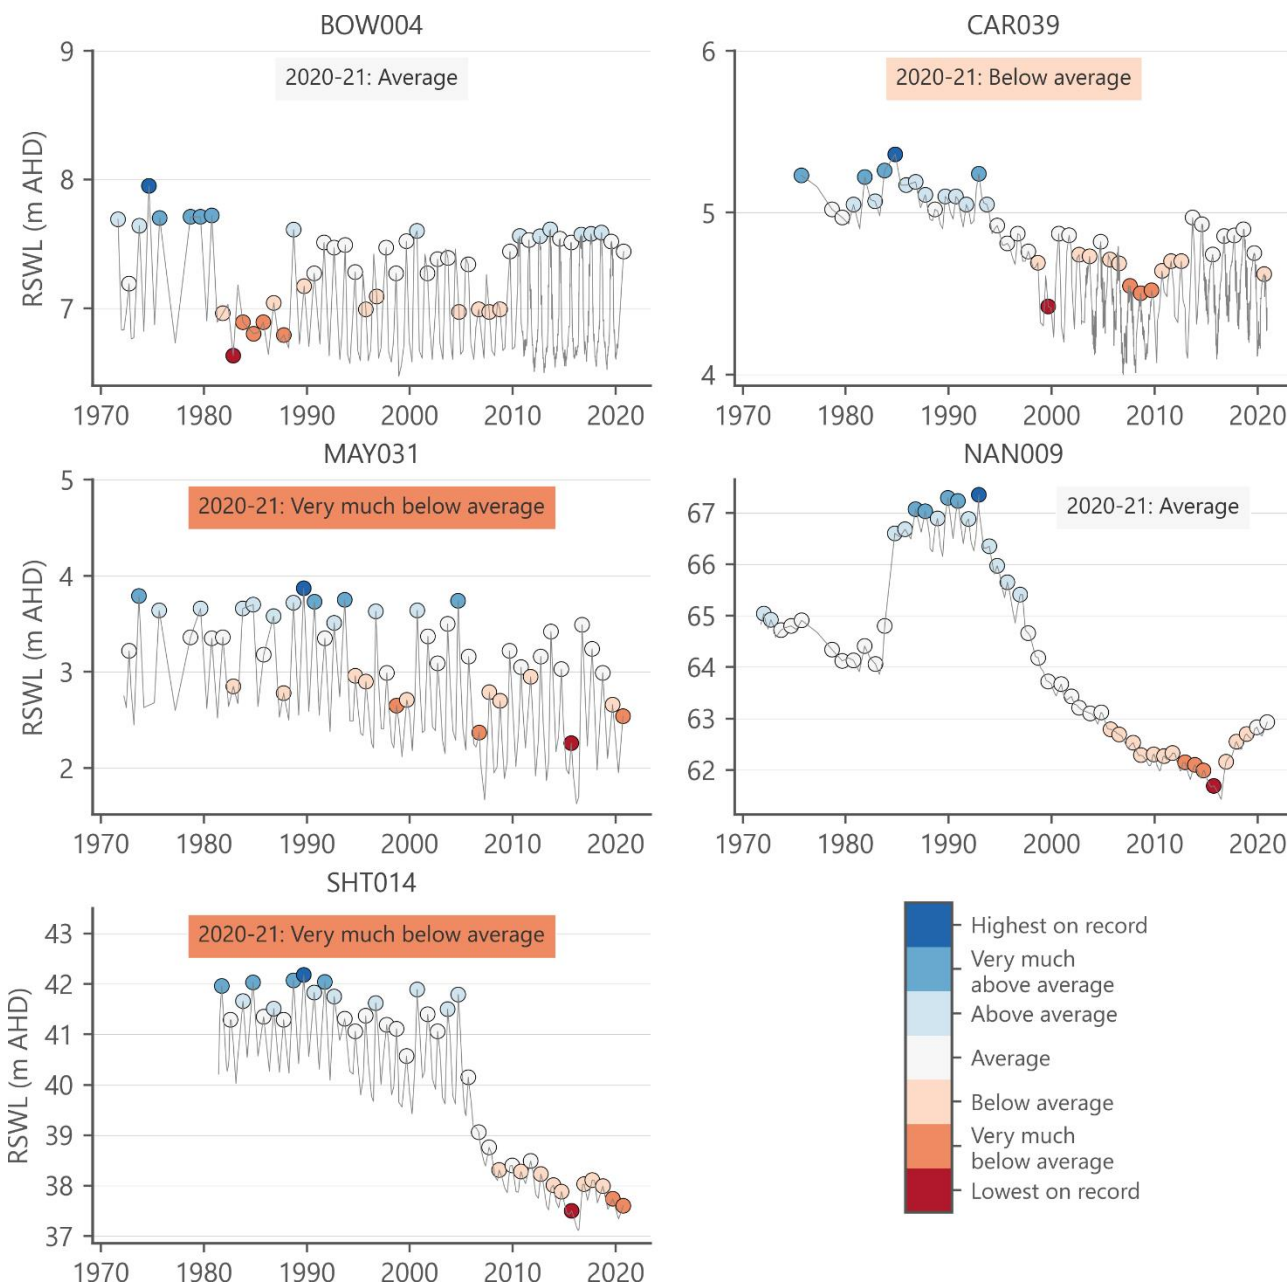 BOW004
2020-21: Average
RSWL (m AHD)
9
8
7
1970 1980 1990 2000 2010 2020
CAR039
2020-21: Below average
6
5
4
1970 1980 1990 2000 2010 2020
MAY031
2020-21: Very much below average
RSWL (m AHD)
5
4
3
2
1970 1980 1990 2000 2010 2020
NAN009
2020-21: Average
67
66
65
64
63
62
1970 1980 1990 2000 2010 2020
SHT014
2020-21: Very much below average
RSWL (m AHD)
43
42
41
40
39
38
37
1970 1980 1990 2000 2010 2020
Highest on record
Very much
above average
Above average
Average
Below average
Very much
below average
Lowest on record